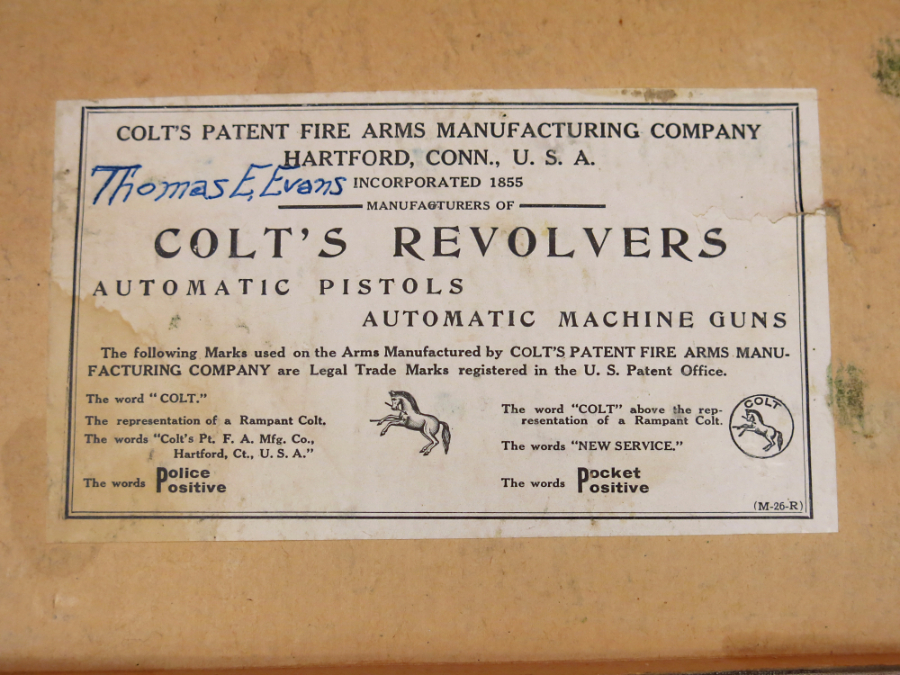 COLT'S PATENT FIRE ARMS MANUFACTURING COMPANY
HARTFORD, CONN., U. S. A.
Thomas E. Evans
INCORPORATED 1855
MANUFACTURERS OF
COLT'S REVOLVERS
AUTOMATIC PISTOLS
AUTOMATIC MACHINE GUNS
The following Marks used on the Arms Manufactured by COLT'S PATENT FIRE ARMS MANU-
FACTURING COMPANY are Legal Trade Marks registered in the U. S. Patent Office.
The word "COLT."
The representation of a Rampant Colt.
The words "Colt's Pt. F. A. Mfg. Co.,
Hartford, Ct., U. S. A."
The words Police Positive
The word "COLT" above the rep-
resentation of a Rampant Colt.
COLT
The words "NEW SERVICE."
The words Pocket Positive
(M-26-R)